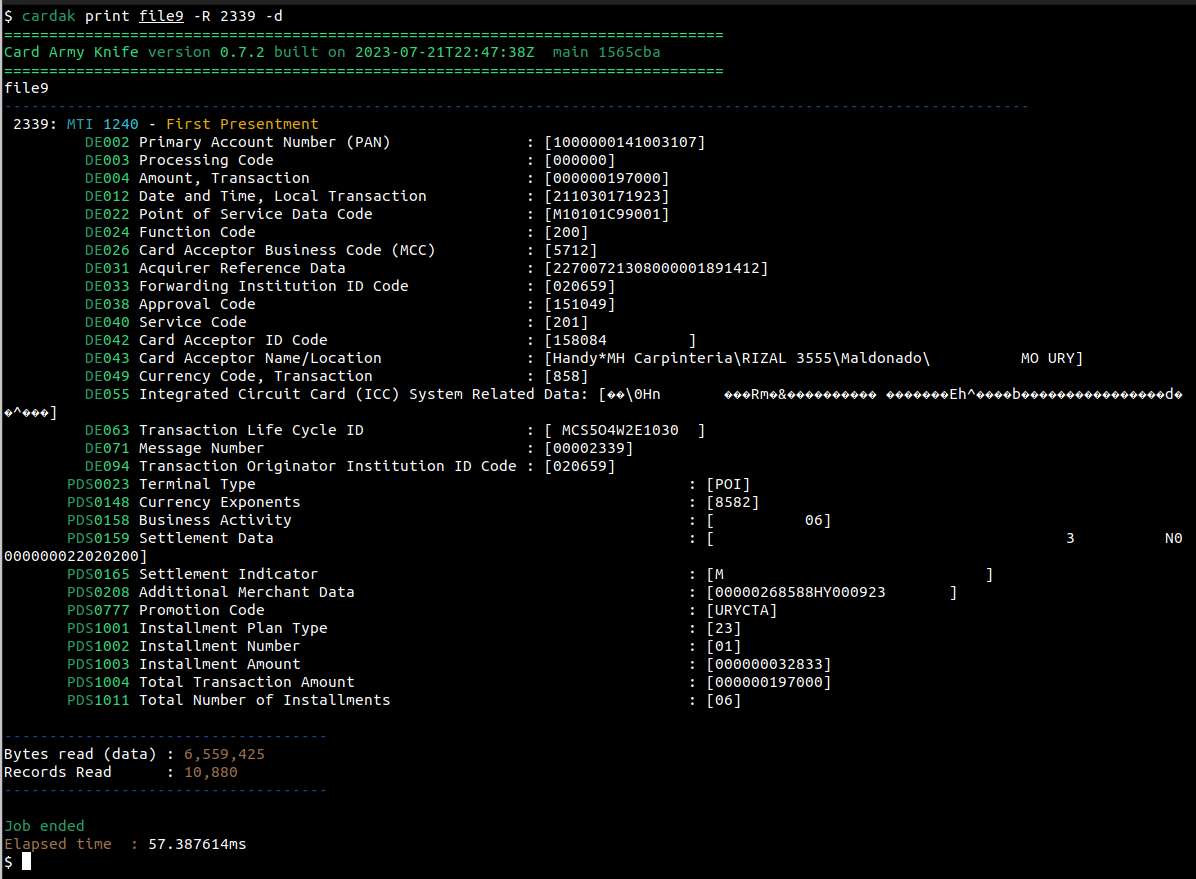 $ cardak print file9 -R 2339 -d
================================================================================
Card Army Knife version 0.7.2 built on 2023-07-21T22:47:38Z  main 1565cba
================================================================================
file9
------------------------------------------------------------------------------------------------------------------
 2339: MTI 1240 - First Presentment
         DE002 Primary Account Number (PAN)               : [1000000141003107]
         DE003 Processing Code                            : [000000]
         DE004 Amount, Transaction                        : [000000197000]
         DE012 Date and Time, Local Transaction           : [211030171923]
         DE022 Point of Service Data Code                 : [M10101C99001]
         DE024 Function Code                              : [200]
         DE026 Card Acceptor Business Code (MCC)          : [5712]
         DE031 Acquirer Reference Data                    : [22700721308000001891412]
         DE033 Forwarding Institution ID Code             : [020659]
         DE038 Approval Code                              : [151049]
         DE040 Service Code                               : [201]
         DE042 Card Acceptor ID Code                      : [158084         ]
         DE043 Card Acceptor Name/Location                : [Handy*MH Carpinteria\RIZAL 3555\Maldonado\          MO URY]
         DE049 Currency Code, Transaction                 : [858]
         DE055 Integrated Circuit Card (ICC) System Related Data: [��\0Hn       ���Rm�&���������� �������Eh^����b����������������d�
�^���]
         DE063 Transaction Life Cycle ID                  : [ MCS5O4W2E1030  ]
         DE071 Message Number                             : [00002339]
         DE094 Transaction Originator Institution ID Code : [020659]
       PDS0023 Terminal Type                                                : [POI]
       PDS0148 Currency Exponents                                           : [8582]
       PDS0158 Business Activity                                            : [          06]
       PDS0159 Settlement Data                                              : [                                       3          N0
000000022020200]
       PDS0165 Settlement Indicator                                         : [M                             ]
       PDS0208 Additional Merchant Data                                     : [00000268588HY000923       ]
       PDS0777 Promotion Code                                               : [URYCTA]
       PDS1001 Installment Plan Type                                        : [23]
       PDS1002 Installment Number                                           : [01]
       PDS1003 Installment Amount                                           : [000000032833]
       PDS1004 Total Transaction Amount                                     : [000000197000]
       PDS1011 Total Number of Installments                                 : [06]
------------------------------------
Bytes read (data) : 6,559,425
Records Read      : 10,880
------------------------------------
Job ended
Elapsed time  : 57.387614ms
$